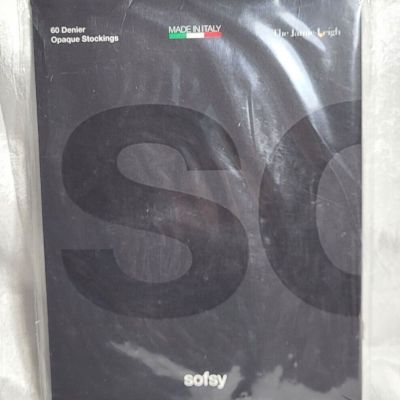 60 Denier
Opaque Stockings
MADE IN ITALY
The Jamie Leigh
so
sofsy